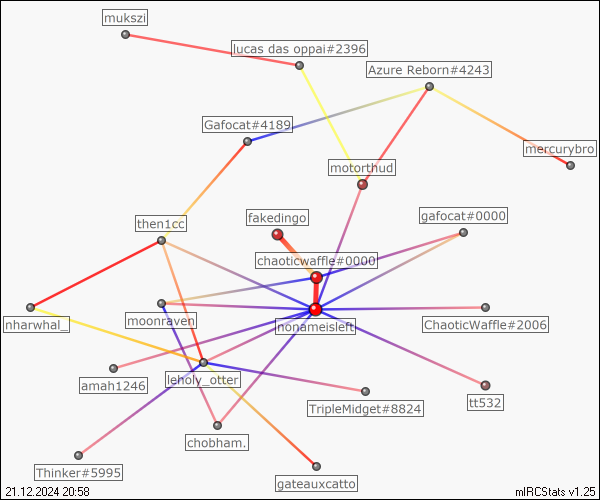 mukszi
lucas das oppai#2396
Azure Reborn#4243
Gafocat#4189
mercurybro
motorthud
fakedingo
gafocat#0000
then1cc
chaoticwaffle#0000
nharwhal_
moonraven
nonameisleft
ChaoticWaffle#2006
amah1246
leholy_otter
TripleMidget#8824
tt532
chobham.
Thinker#5995
gateauxcatto
21.12.2024 20:58
mIRCStats v1.25